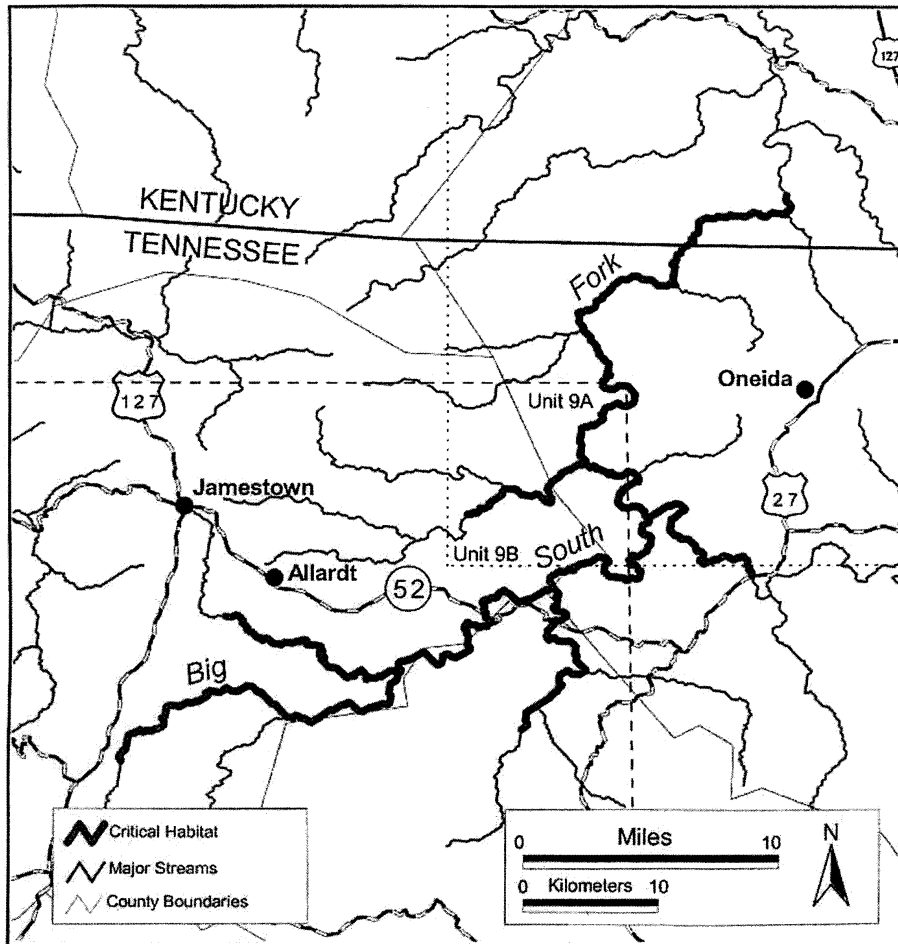 127
KENTUCKY
TENNESSEE
Fork
Oneida
Unit 9A
127
Jamestown
27
Unit 9B
South
Allardt
52
Big
Critical Habitat
Major Streams
County Boundaries
0 Miles 10
0 Kilometers 10
N